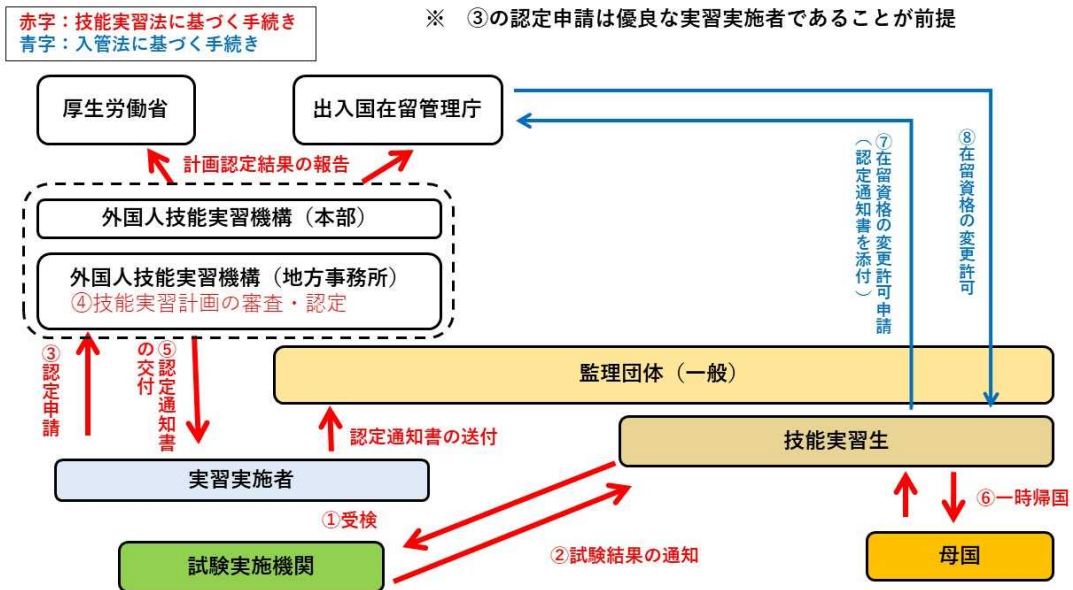 赤字：技能実習法に基づく手続き
青字：入管法に基づく手続き
※　③の認定申請は優良な実習実施者であることが前提
厚生労働省
出入国在留管理庁
計画認定結果の報告
外国人技能実習機構（本部）
外国人技能実習機構（地方事務所）
④技能実習計画の審査・認定
⑦在留資格の変更許可申請
（認定通知書を添付）
⑧在留資格の変更許可
③認定申請
⑤認定通知書
の交付
監理団体（一般）
認定通知書の送付
技能実習生
実習実施者
①受検
⑥一時帰国
②試験結果の通知
試験実施機関
母国